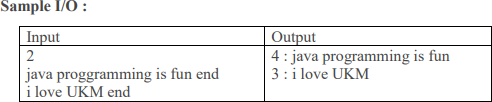 Sample I/O :
Input Output
2 4 : java programming is fun
java proggramming is fun end 3 : i love UKM
i love UKM end